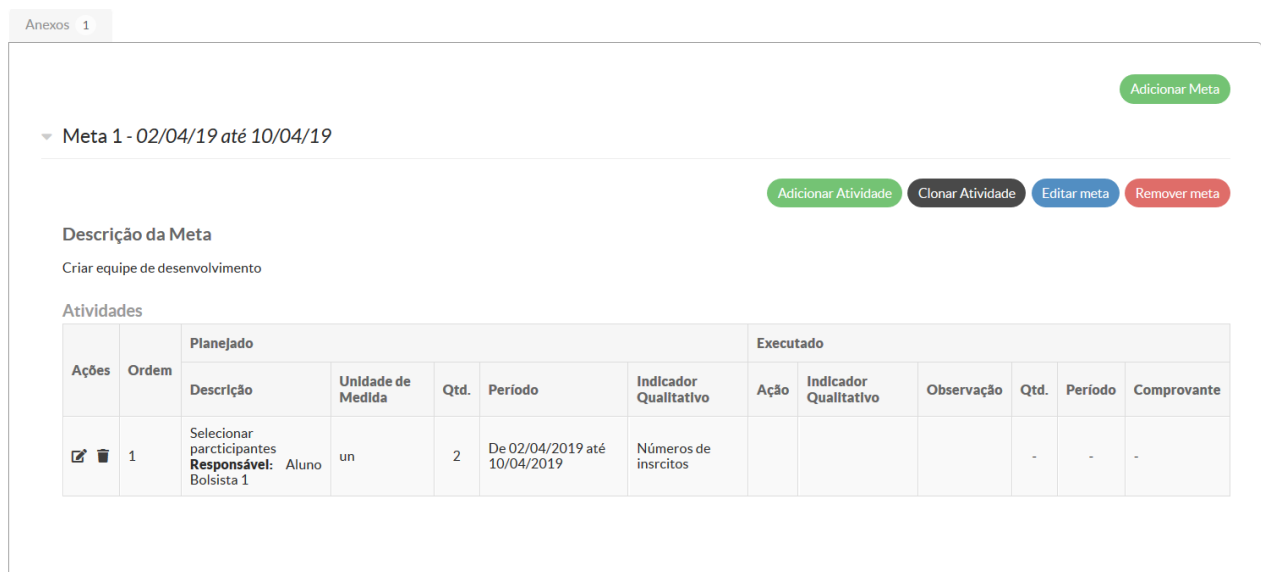 Anexos 1
Adicionar Meta
Meta 1 - 02/04/19 até 10/04/19
Adicionar Atividade Clonar Atividade Editar meta Remover meta
Descrição da Meta
Criar equipe de desenvolvimento
Atividades
Ações Ordem Planejado Executado
Descrição Unidade de Medida Qtd. Período Indicador Qualitativo Ação Indicador Qualitativo Observação Qtd. Período Comprovante
1 Selecionar parcticipantes Responsável: Aluno Bolsista 1 un 2 De 02/04/2019 até 10/04/2019 Números de insrcitos - - -